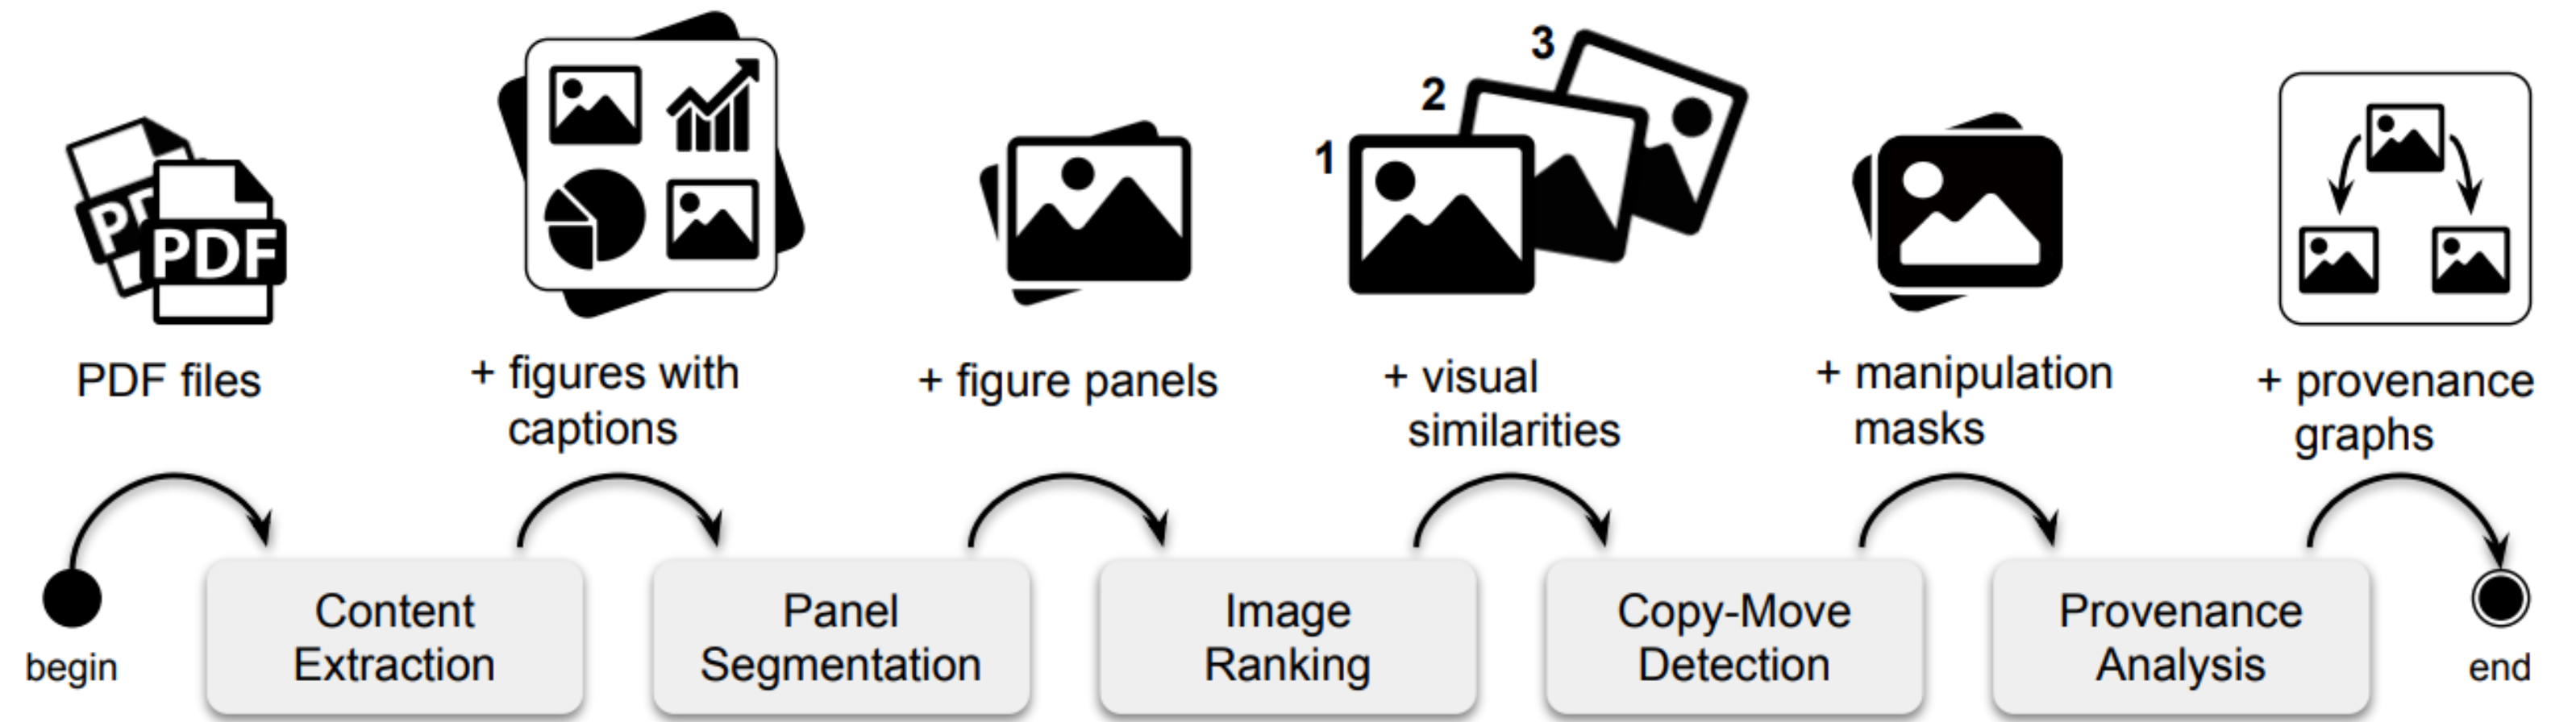 3
2
1
PDF
PDF
PDF files
+ figures with
captions
+ figure panels
+ visual
similarities
+ manipulation
masks
+ provenance
graphs
begin
Content
Extraction
Panel
Segmentation
Image
Ranking
Copy-Move
Detection
Provenance
Analysis
end